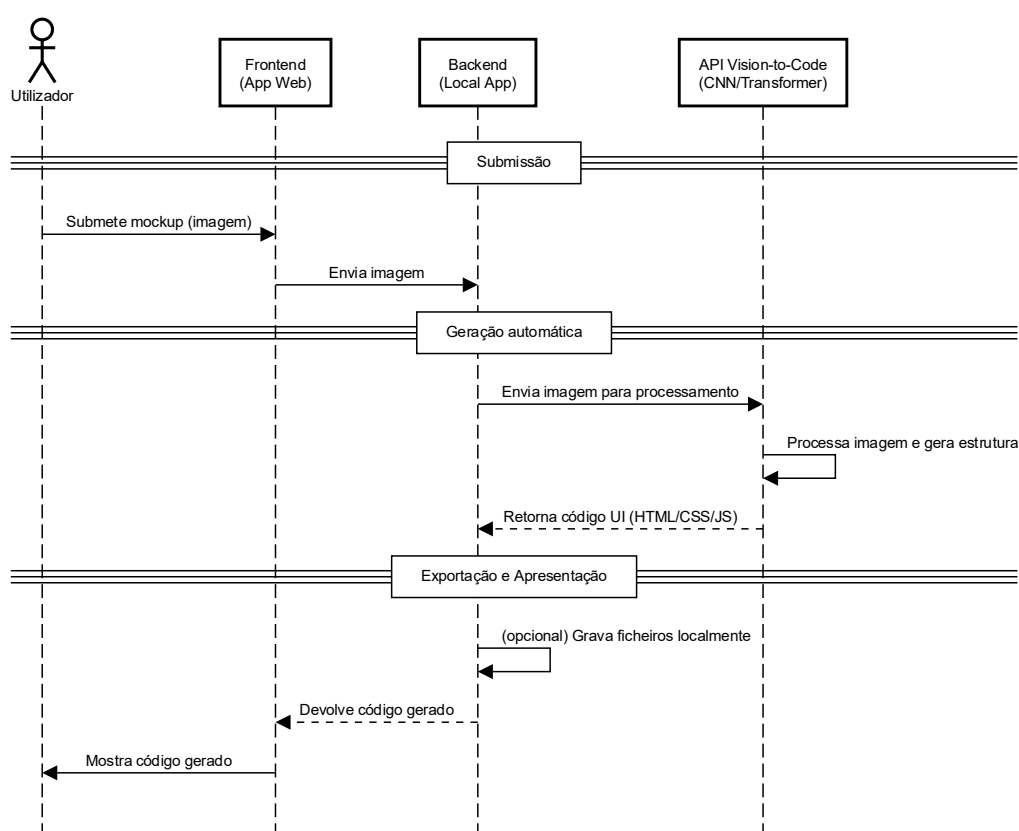 Utilizador
Frontend
(App Web)
Backend
(Local App)
API Vision-to-Code
(CNN/Transformer)
Submissão
Submete mockup (imagem)
Envia imagem
Geração automática
Envia imagem para processamento
Processa imagem e gera estrutura
Retorna código UI (HTML/CSS/JS)
Exportação e Apresentação
(opcional) Grava ficheiros localmente
Devolve código gerado
Mostra código gerado